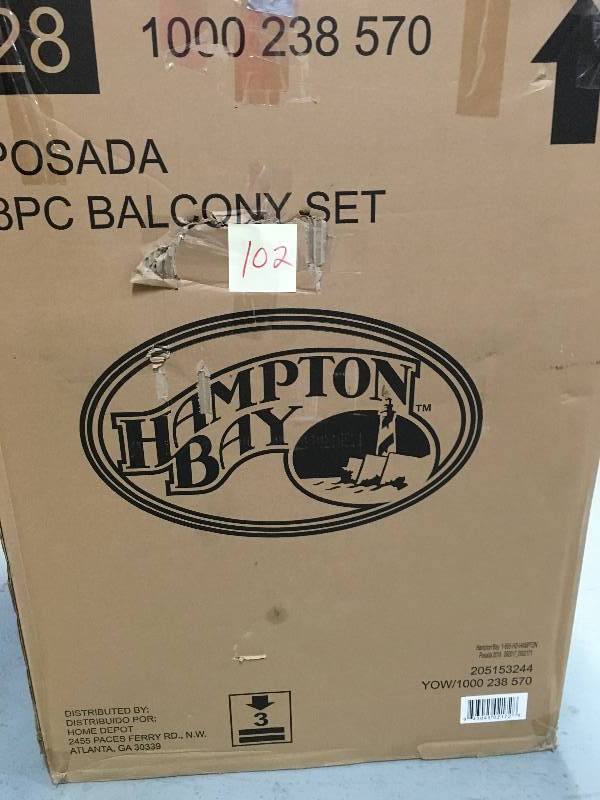 28
1000 238 570
POSADA
3PC BALCONY SET
102
HAMPTON
BAY
TM
205153244
YOW/1000 238 570
DISTRIBUTED BY:
DISTRIBUIDO POR:
HOME DEPOT
2455 PACES FERRY RD., N.W.
ATLANTA, GA 30339
3